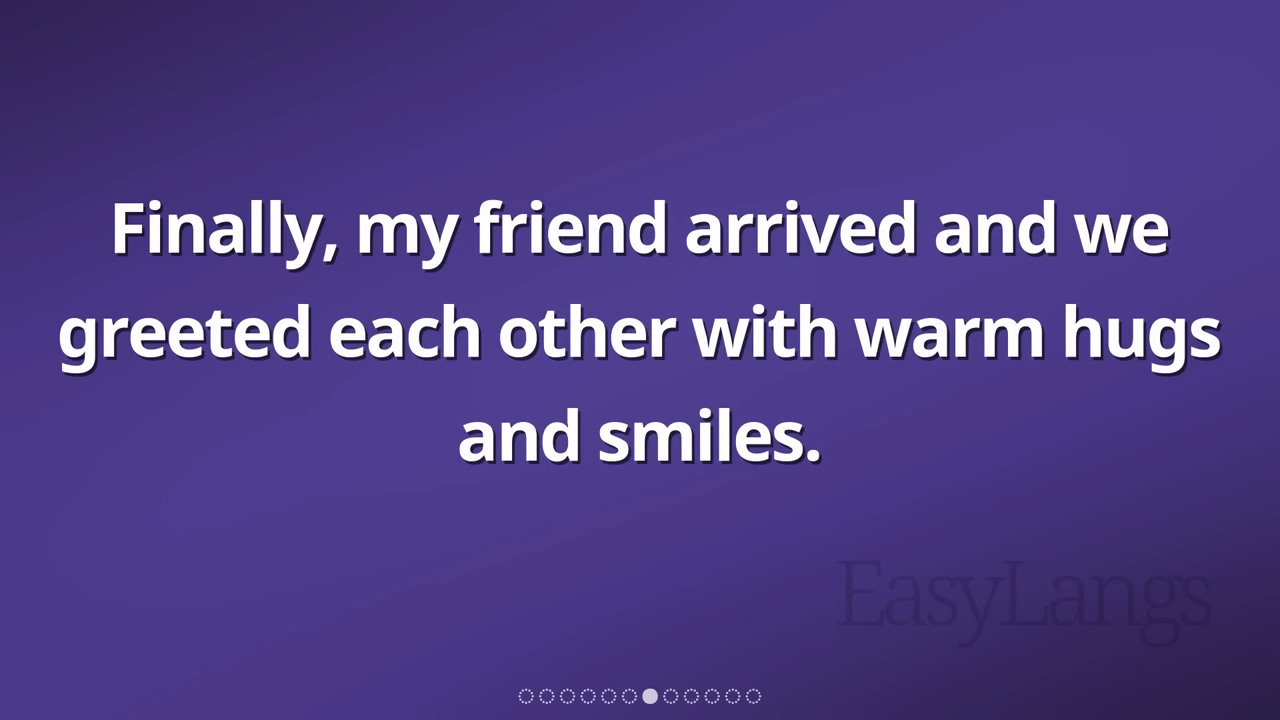 Finally, my friend arrived and we
greeted each other with warm hugs
and smiles.
EasyLangs